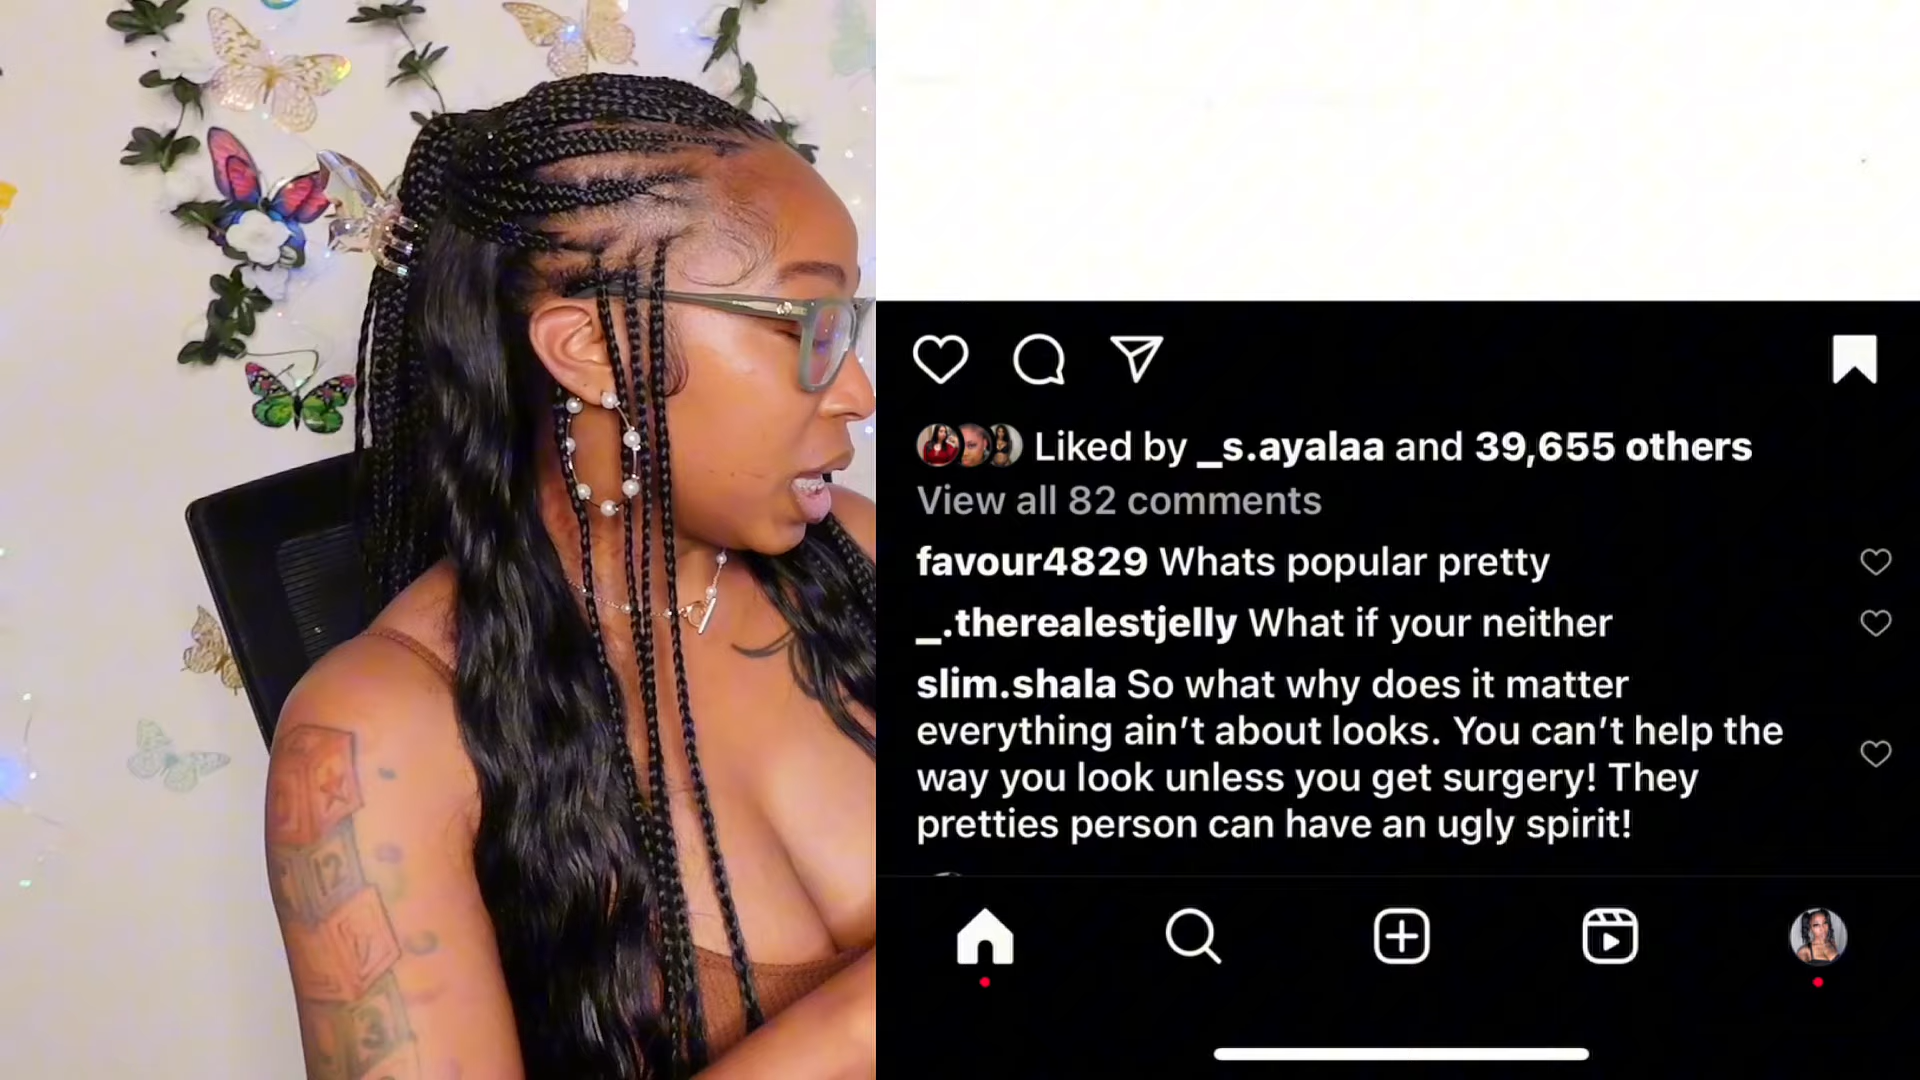 Liked by _s.ayalaa and 39,655 others
View all 82 comments
favour4829 Whats popular pretty
_.therealestjelly What if your neither
slim.shala So what why does it matter
everything ain't about looks. You can't help the
way you look unless you get surgery! They
pretties person can have an ugly spirit!
X
12
3